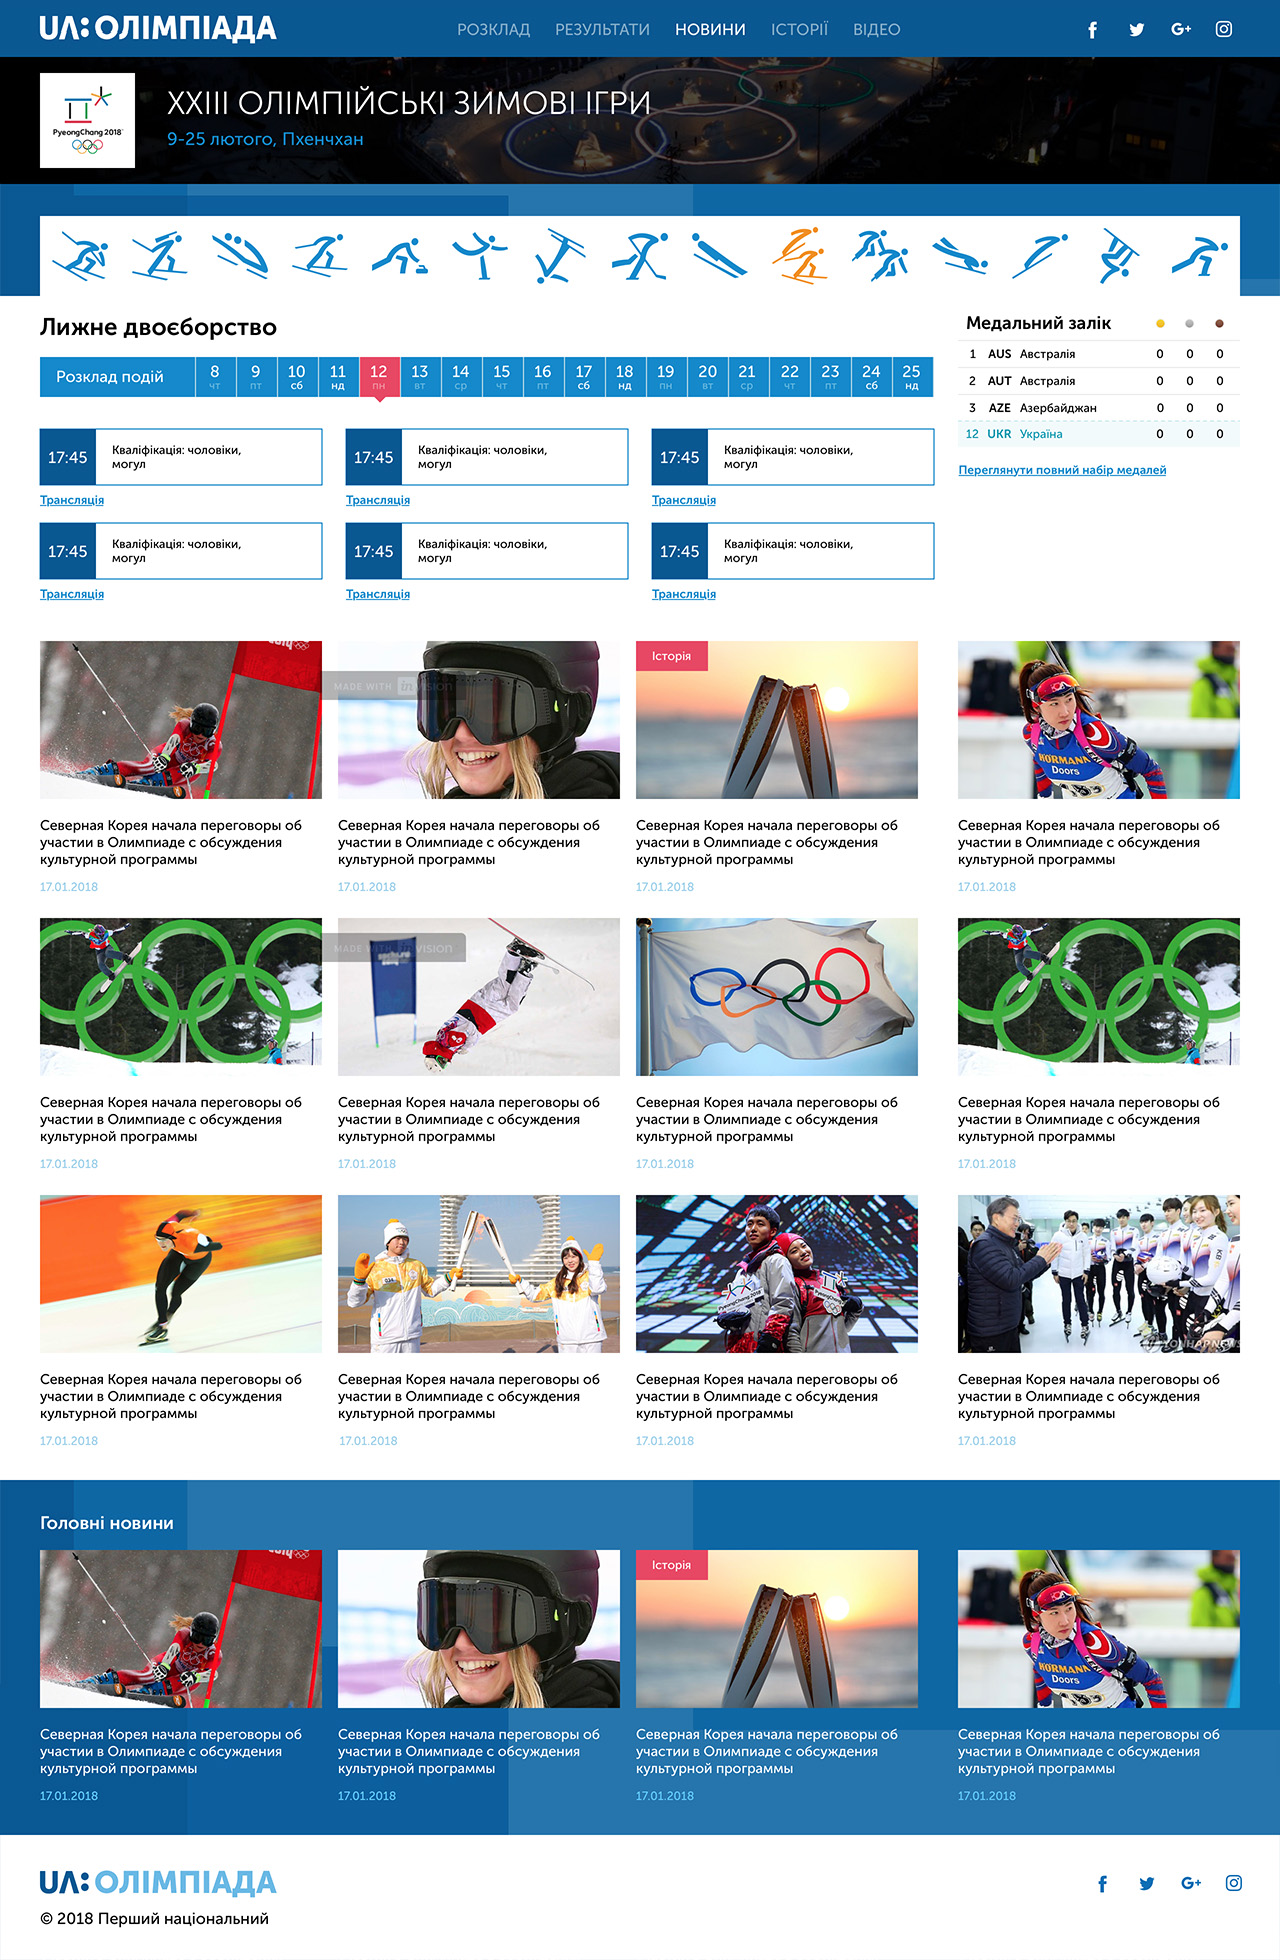 UA: ОЛІМПІАДА
РОЗКЛАД РЕЗУЛЬТАТИ НОВИНИ ІСТОРІЇ ВІДЕО
PyeongChang 2018
XXIII ОЛІМПІЙСЬКІ ЗИМОВІ ІГРИ
9-25 лютого, Пхенчхан
Лижне двоєборство
Розклад подій
8 9 10 11 12 13 14 15 16 17 18 19 20 21 22 23 24 25
чт пт сб нд пн вт ср чт пт сб нд пн вт ср чт пт сб нд
17:45 Кваліфікація: чоловіки,
могул
17:45 Кваліфікація: чоловіки,
могул
17:45 Кваліфікація: чоловіки,
могул
Трансляція Трансляція Трансляція
17:45 Кваліфікація: чоловіки,
могул
17:45 Кваліфікація: чоловіки,
могул
17:45 Кваліфікація: чоловіки,
могул
Трансляція Трансляція Трансляція
Медальний залік
1 AUS Австралія 0 0 0
2 AUT Австралія 0 0 0
3 AZE Азербайджан 0 0 0
12 UKR Україна 0 0 0
Переглянути повний набір медалей
MADE WITH invision
Історія
HORMANN
Doors
Северная Корея начала переговоры об
участии в Олимпиаде с обсуждения
культурной программы
17.01.2018
Северная Корея начала переговоры об
участии в Олимпиаде с обсуждения
культурной программы
17.01.2018
Северная Корея начала переговоры об
участии в Олимпиаде с обсуждения
культурной программы
17.01.2018
Северная Корея начала переговоры об
участии в Олимпиаде с обсуждения
культурной программы
17.01.2018
MADE WITH invision
Северная Корея начала переговоры об
участии в Олимпиаде с обсуждения
культурной программы
17.01.2018
Северная Корея начала переговоры об
участии в Олимпиаде с обсуждения
культурной программы
17.01.2018
Северная Корея начала переговоры об
участии в Олимпиаде с обсуждения
культурной программы
17.01.2018
Северная Корея начала переговоры об
участии в Олимпиаде с обсуждения
культурной программы
17.01.2018
Северная Корея начала переговоры об
участии в Олимпиаде с обсуждения
культурной программы
17.01.2018
Северная Корея начала переговоры об
участии в Олимпиаде с обсуждения
культурной программы
17.01.2018
Северная Корея начала переговоры об
участии в Олимпиаде с обсуждения
культурной программы
17.01.2018
Северная Корея начала переговоры об
участии в Олимпиаде с обсуждения
культурной программы
17.01.2018
Головні новини
Історія
HORMANN
Doors
Северная Корея начала переговоры об
участии в Олимпиаде с обсуждения
культурной программы
17.01.2018
Северная Корея начала переговоры об
участии в Олимпиаде с обсуждения
культурной программы
17.01.2018
Северная Корея начала переговоры об
участии в Олимпиаде с обсуждения
культурной программы
17.01.2018
Северная Корея начала переговоры об
участии в Олимпиаде с обсуждения
культурной программы
17.01.2018
UA: ОЛІМПІАДА
© 2018 Перший національний